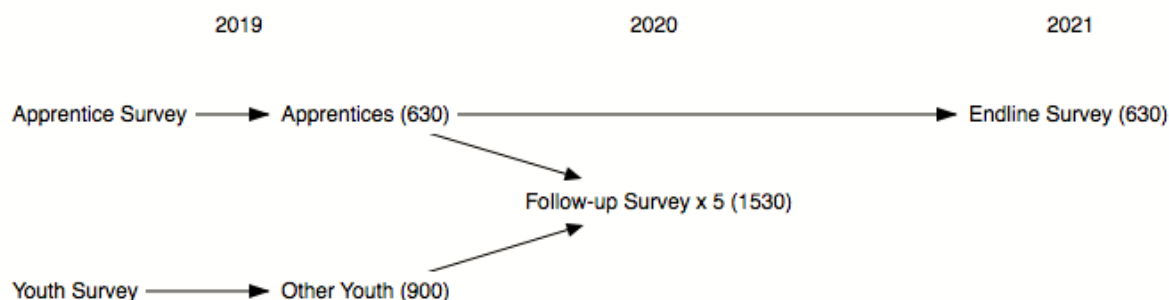 2019 2020 2021
Apprentice Survey Apprentices (630) Endline Survey (630)
Follow-up Survey x 5 (1530)
Youth Survey Other Youth (900)